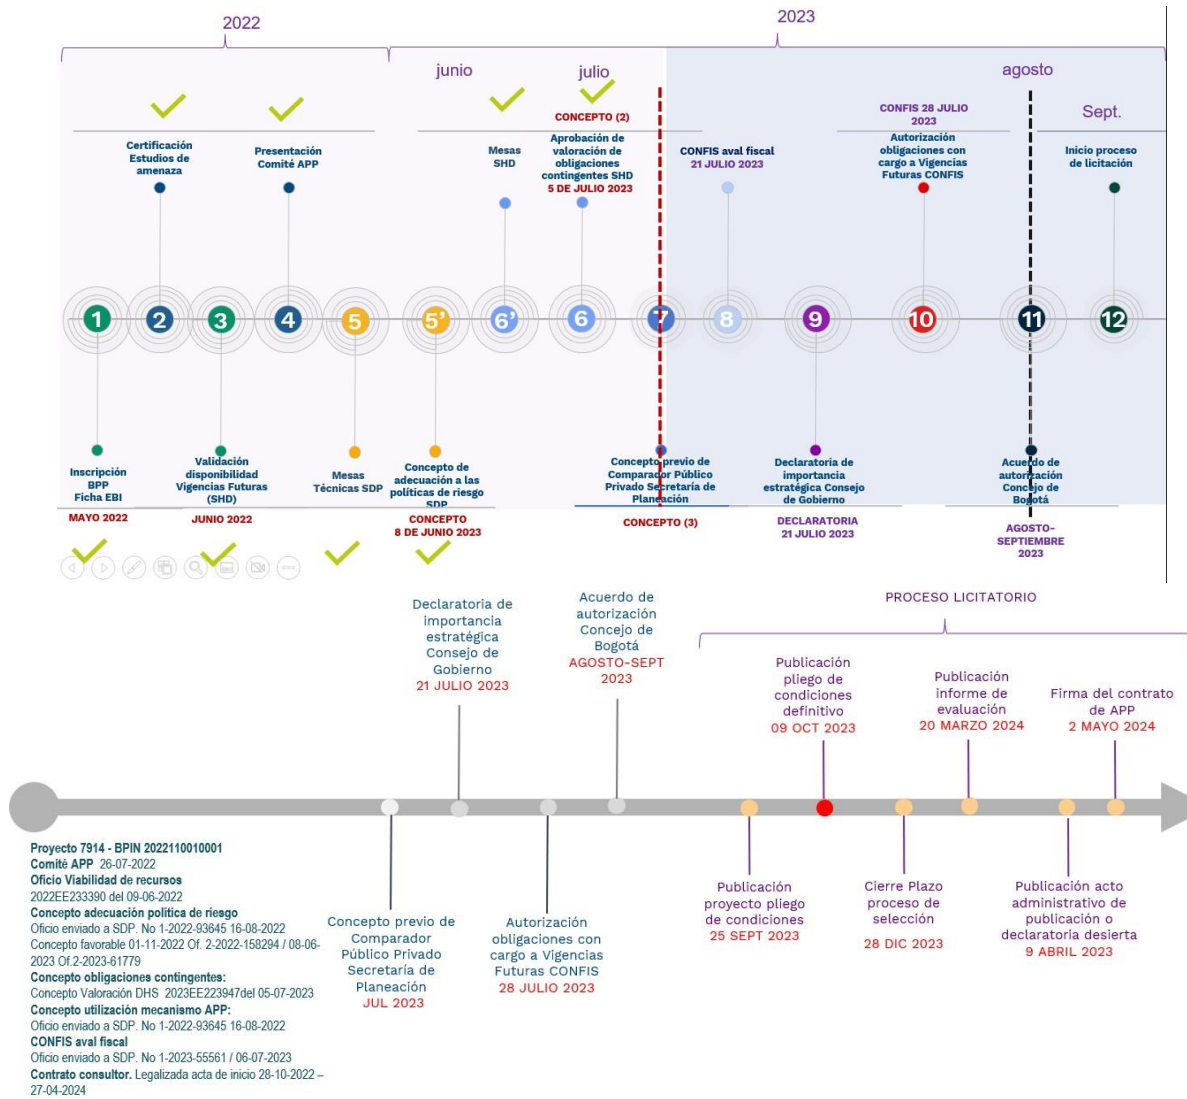 2022
2023
junio
julio
agosto
Sept.
Certificación
Estudios de
amenaza
Presentación
Comité APP
Mesas
SHD
CONCEPTO (2)
Aprobación de
valoración de
obligaciones
contingentes SHD
5 DE JULIO 2023
CONFIS aval fiscal
21 JULIO 2023
CONFIS 28 JULIO
2023
Autorización
obligaciones con
cargo a Vigencias
Futuras CONFIS
Inicio proceso
de licitación
1 2 3 4 5 5’ 6’ 6 7 8 9 10 11 12
Inscripción
BPP
Ficha EBI
MAYO 2022
Validación
disponibilidad
Vigencias Futuras
(SHD)
JUNIO 2022
Mesas
Técnicas SDP
Concepto de
adecuación a las
políticas de riesgo
SDP
CONCEPTO
8 DE JUNIO 2023
Concepto previo de
Comparador Público
Privado Secretaría de
Planeación
CONCEPTO (3)
Declaratoria de
importancia
estratégica Consejo
de Gobierno
DECLARATORIA
21 JULIO 2023
Acuerdo de
autorización
Concejo de
Bogotá
AGOSTO-
SEPTIEMBRE
2023
Declaratoria de
importancia
estratégica
Consejo de
Gobierno
21 JULIO 2023
Acuerdo de
autorización
Concejo de
Bogotá
AGOSTO-SEPT
2023
PROCESO LICITATORIO
Publicación
pliego de
condiciones
definitivo
09 OCT 2023
Publicación
informe de
evaluación
20 MARZO 2024
Firma del contrato
de APP
2 MAYO 2024
Proyecto 7914 - BPIN 2022110010001
Comité APP 26-07-2022
Oficio Viabilidad de recursos
2022EE233390 del 09-06-2022
Concepto adecuación política de riesgo
Oficio enviado a SDP. No 1-2022-93645 16-08-2022
Concepto favorable 01-11-2022 Of. 2-2022-158294 / 08-06-
2023 Of.2-2023-61779
Concepto obligaciones contingentes:
Concepto Valoración DHS 2023EE223947del 05-07-2023
Concepto utilización mecanismo APP:
Oficio enviado a SDP. No 1-2022-93645 16-08-2022
CONFIS aval fiscal
Oficio enviado a SDP. No 1-2023-55561 / 06-07-2023
Contrato consultor. Legalizada acta de inicio 28-10-2022 –
27-04-2024
Concepto previo de
Comparador
Público Privado
Secretaría de
Planeación
JUL 2023
Autorización
obligaciones con
cargo a Vigencias
Futuras CONFIS
28 JULIO 2023
Publicación
proyecto pliego
de condiciones
25 SEPT 2023
Cierre Plazo
proceso de
selección
28 DIC 2023
Publicación acto
administrativo de
publicación o
declaratoria desierta
9 ABRIL 2023